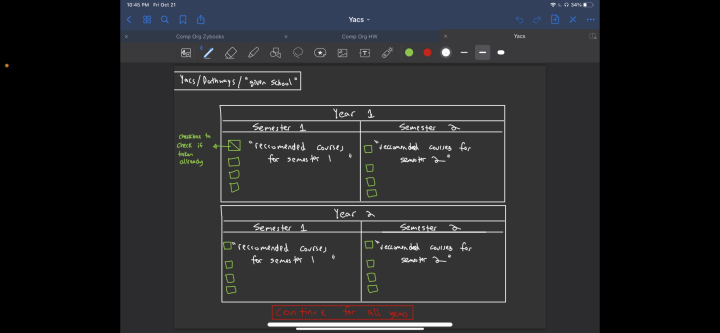 10:45 PM Fri Oct 21
34%
Yacs
Comp Org Zybooks
Comp Org HW
Yacs
Yacs/Pathways/"given school"
Year 1
Semester 1
Semester 2
checkbox to
check if
taken
allready
"reccomended courses
for semester 1 "
"reccomended courses for
semester 2"
Year 2
Semester 1
Semester 2
"reccomended courses
for semester 1 "
"reccomended courses for
semester 2"
Continue for all years